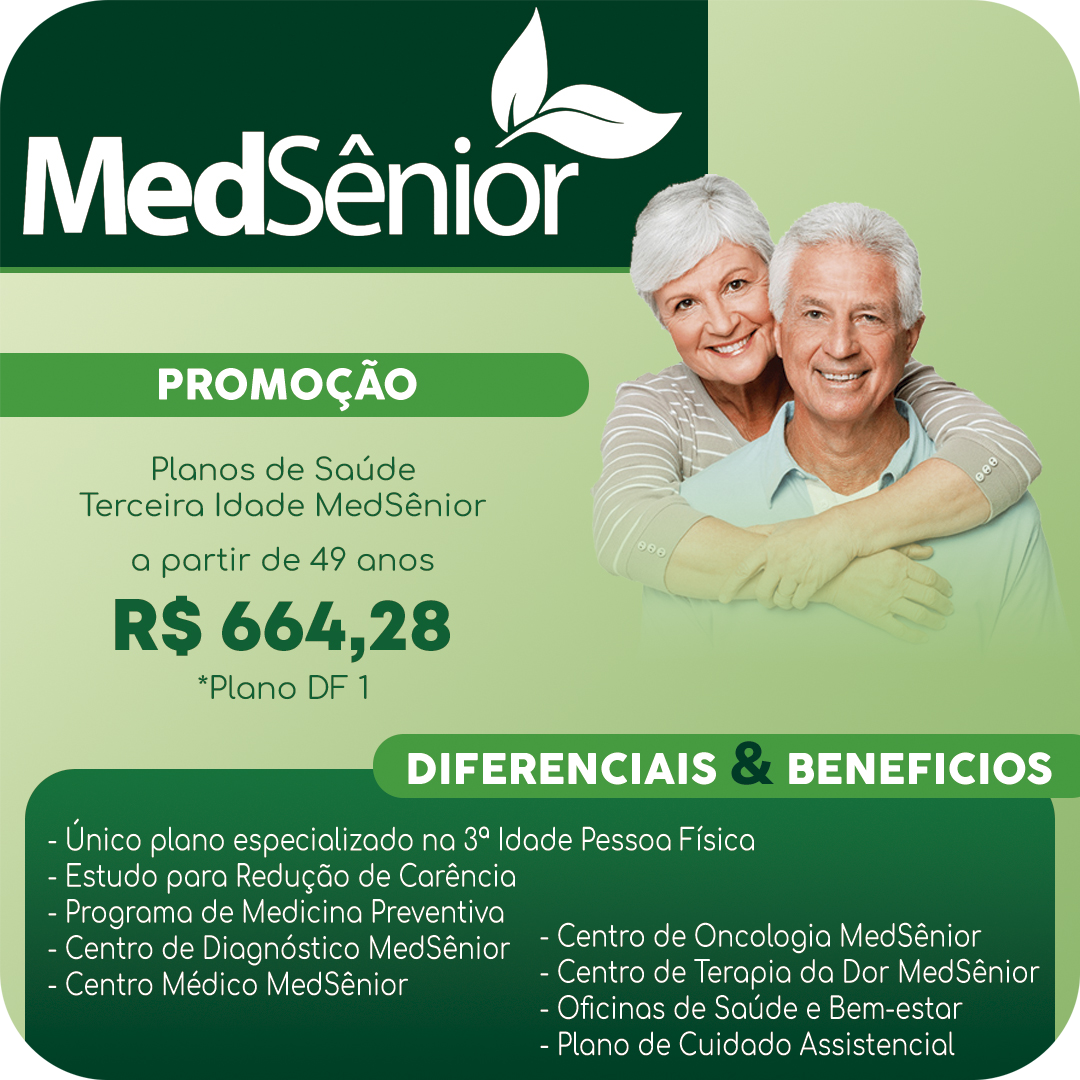 MedSênior
PROMOÇÃO
Planos de Saúde
Terceira Idade MedSênior
a partir de 49 anos
R$ 664,28
*Plano DF 1
DIFERENCIAIS & BENEFICIOS
- Único plano especializado na 3ª Idade Pessoa Física
- Estudo para Redução de Carência
- Programa de Medicina Preventiva
- Centro de Diagnóstico MedSênior
- Centro Médico MedSênior
- Centro de Oncologia MedSênior
- Centro de Terapia da Dor MedSênior
- Oficinas de Saúde e Bem-estar
- Plano de Cuidado Assistencial